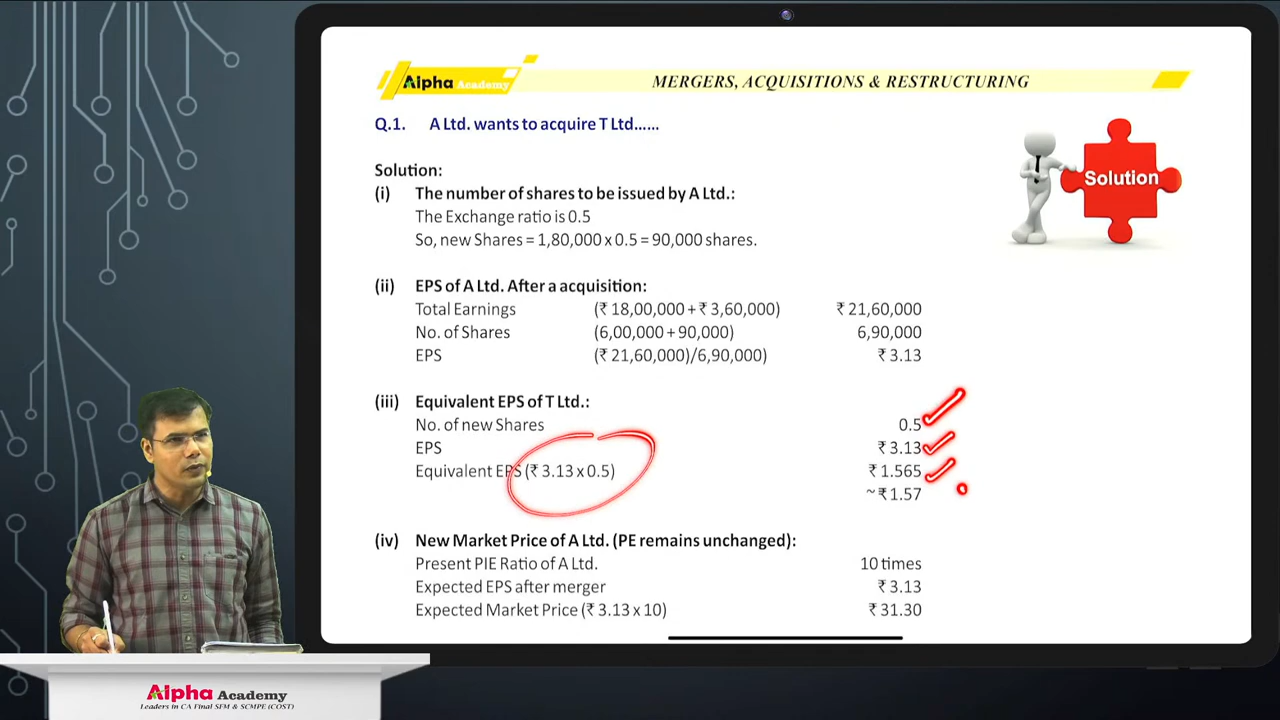 Alpha Academy
MERGERS, ACQUISITIONS & RESTRUCTURING
Q.1. A Ltd. wants to acquire T Ltd......
Solution:
Solution
(i) The number of shares to be issued by A Ltd.:
The Exchange ratio is 0.5
So, new Shares = 1,80,000 x 0.5 = 90,000 shares.
(ii) EPS of A Ltd. After a acquisition:
Total Earnings (₹ 18,00,000 + ₹ 3,60,000) ₹ 21,60,000
No. of Shares (6,00,000 + 90,000) 6,90,000
EPS (₹ 21,60,000)/6,90,000) ₹ 3.13
(iii) Equivalent EPS of T Ltd.:
No. of new Shares 0.5
EPS ₹ 3.13
Equivalent EPS (₹ 3.13 x 0.5) ₹ 1.565
~ ₹ 1.57
(iv) New Market Price of A Ltd. (PE remains unchanged):
Present PIE Ratio of A Ltd. 10 times
Expected EPS after merger ₹ 3.13
Expected Market Price (₹ 3.13 x 10) ₹ 31.30
Alpha Academy
Leaders in CA Final SFM & SCMPE (COST)